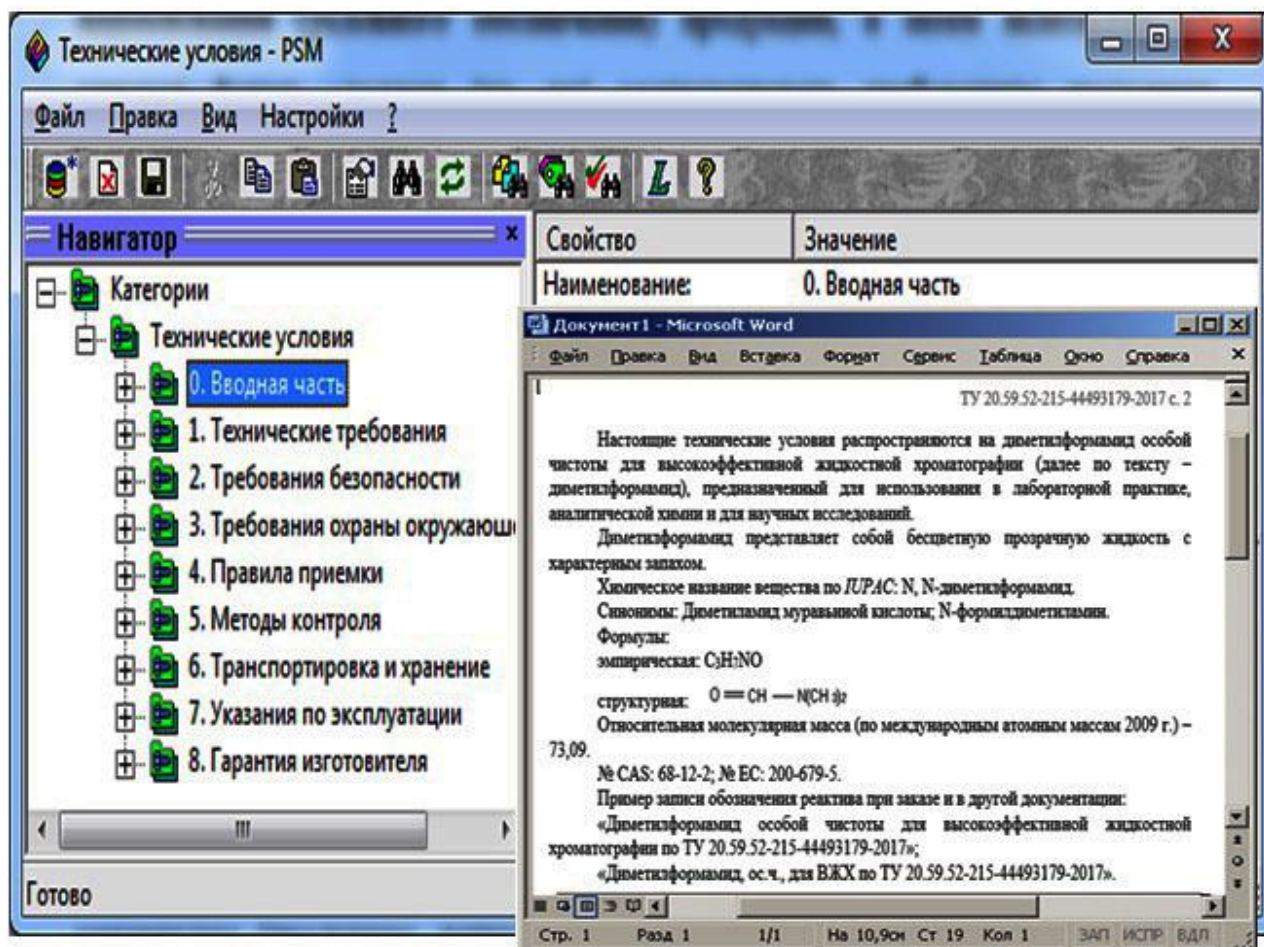 Технические условия - PSM
Файл Правка Вид Настройки ?
Навигатор
Свойство Значение
Категории
Наименование: 0. Вводная часть
Технические условия
0. Вводная часть
1. Технические требования
2. Требования безопасности
3. Требования охраны окружающе
4. Правила приемки
5. Методы контроля
6. Транспортировка и хранение
7. Указания по эксплуатации
8. Гарантия изготовителя
Готово
Документ1 - Microsoft Word
Файл Правка Вид Вставка Формат Сервис Таблица Окно Справка
ТУ 20.59.52-215-44493179-2017 с. 2
Настоящие технические условия распространяются на диметилформамид особой
чистоты для высокоэффективной жидкостной хроматографии (далее по тексту –
диметилформамид), предназначенный для использования в лабораторной практике,
аналитической химии и для научных исследований.
Диметилформамид представляет собой бесцветную прозрачную жидкость с
характерным запахом.
Химическое название вещества по IUPAC: N, N-диметилформамид.
Синонимы: Диметиламид муравьиной кислоты; N-формилдиметиламин.
Формулы:
эмпирическая: C3H7NO
структурная: O = CH — N(CH3)2
Относительная молекулярная масса (по международным атомным массам 2009 г.) –
73,09.
№ CAS: 68-12-2; № EC: 200-679-5.
Пример записи обозначения реактива при заказе и в другой документации:
«Диметилформамид особой чистоты для высокоэффективной жидкостной
хроматографии по ТУ 20.59.52-215-44493179-2017»;
«Диметилформамид, ос.ч., для ВЖХ по ТУ 20.59.52-215-44493179-2017».
Стр. 1 Разд 1 1/1 На 10,9см Ст 19 Кол 1 ЗАП ИСПР ВДЛ